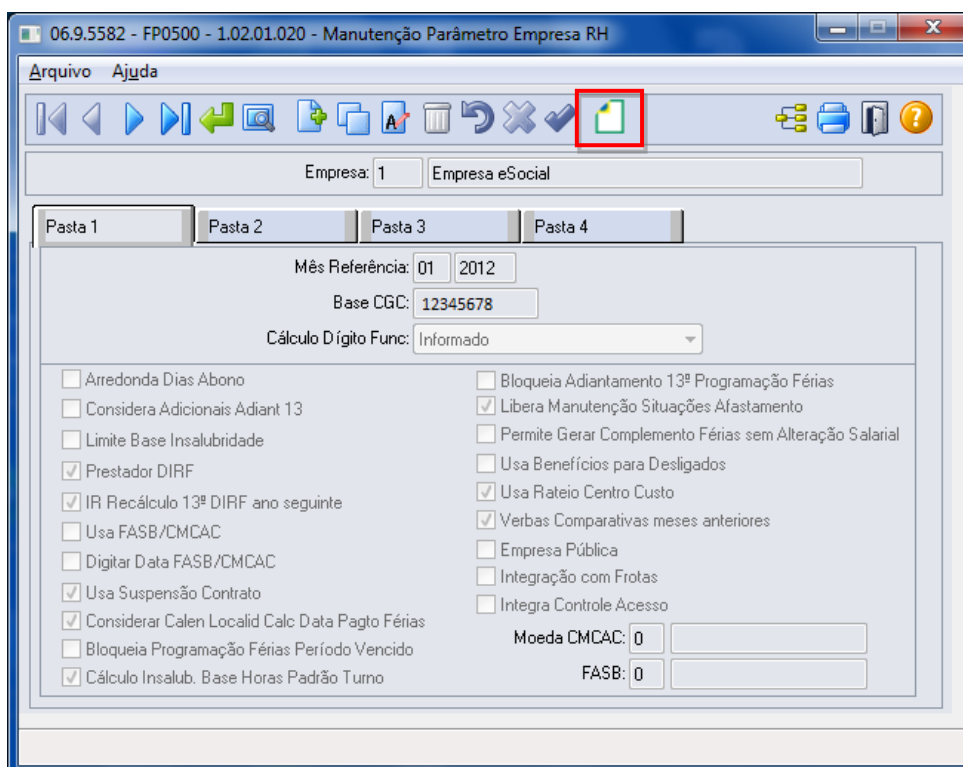 06.9.5582 - FP0500 - 1.02.01.020 - Manutenção Parâmetro Empresa RH
Arquivo Ajuda
Empresa: 1 Empresa eSocial
Pasta 1 Pasta 2 Pasta 3 Pasta 4
Mês Referência: 01 2012
Base CGC: 12345678
Cálculo Dígito Func: Informado
Arredonda Dias Abono
Considera Adicionais Adiant 13
Limite Base Insalubridade
Prestador DIRF
IR Recálculo 13º DIRF ano seguinte
Usa FASB/CMCAC
Digitar Data FASB/CMCAC
Usa Suspensão Contrato
Considerar Calen Localid Calc Data Pagto Férias
Bloqueia Programação Férias Período Vencido
Cálculo Insalub. Base Horas Padrão Turno
Bloqueia Adiantamento 13º Programação Férias
Libera Manutenção Situações Afastamento
Permite Gerar Complemento Férias sem Alteração Salarial
Usa Benefícios para Desligados
Usa Rateio Centro Custo
Verbas Comparativas meses anteriores
Empresa Pública
Integração com Frotas
Integra Controle Acesso
Moeda CMCAC: 0
FASB: 0